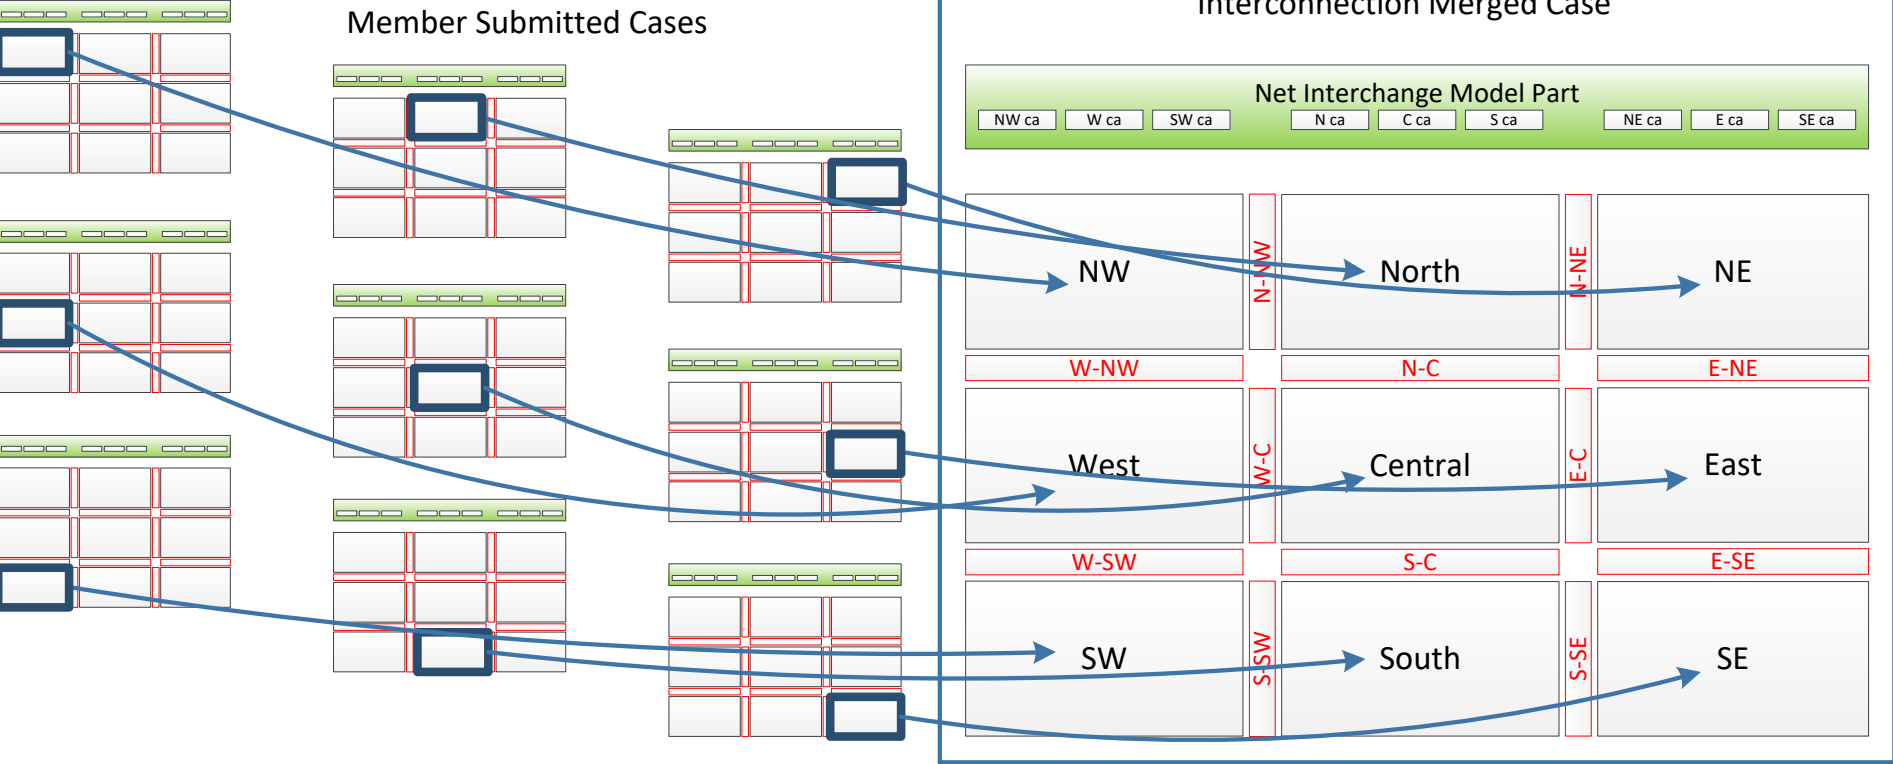 Member Submitted Cases
Interconnection Merged Case
Net Interchange Model Part
NW ca W ca SW ca N ca C ca S ca NE ca E ca SE ca
NW N-NW North N-NE NE
W-NW N-C E-NE
West W-C Central E-C East
W-SW S-C E-SE
SW S-SW South S-SE SE